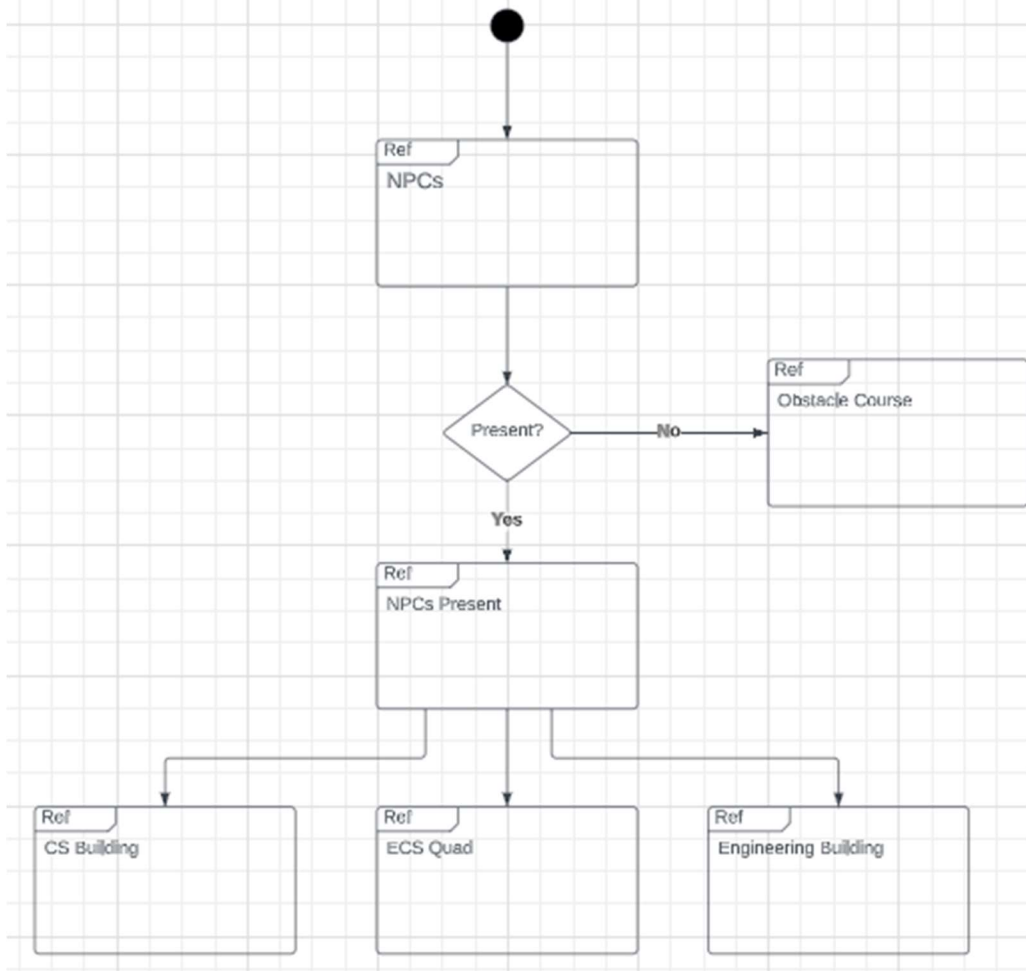 Ref
NPCs
Ref
Obstacle Course
Present?
No
Yes
Ref
NPCs Present
Ref
CS Building
Ref
ECS Quad
Ref
Engineering Building